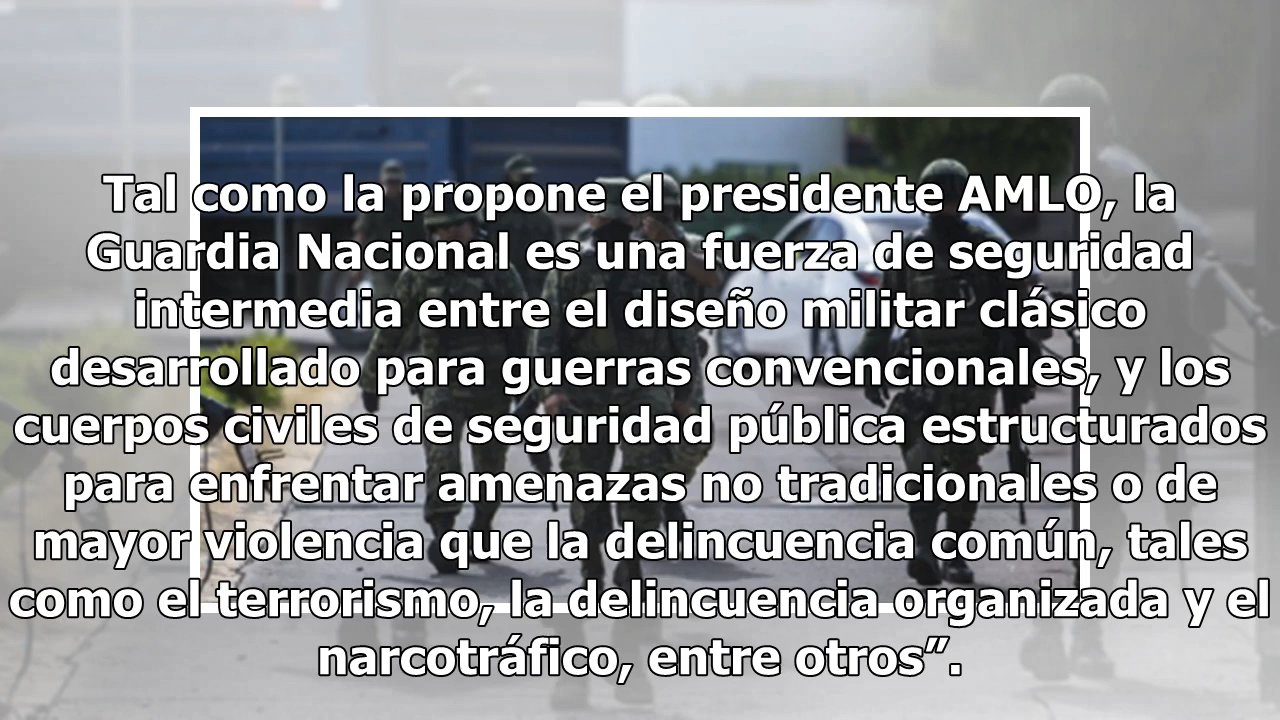 Tal como la propone el presidente AMLO, la
Guardia Nacional es una fuerza de seguridad
intermedia entre el diseño militar clásico
desarrollado para guerras convencionales, y los
cuerpos civiles de seguridad pública estructurados
para enfrentar amenazas no tradicionales o de
mayor violencia que la delincuencia común, tales
como el terrorismo, la delincuencia organizada y el
narcotráfico, entre otros”.